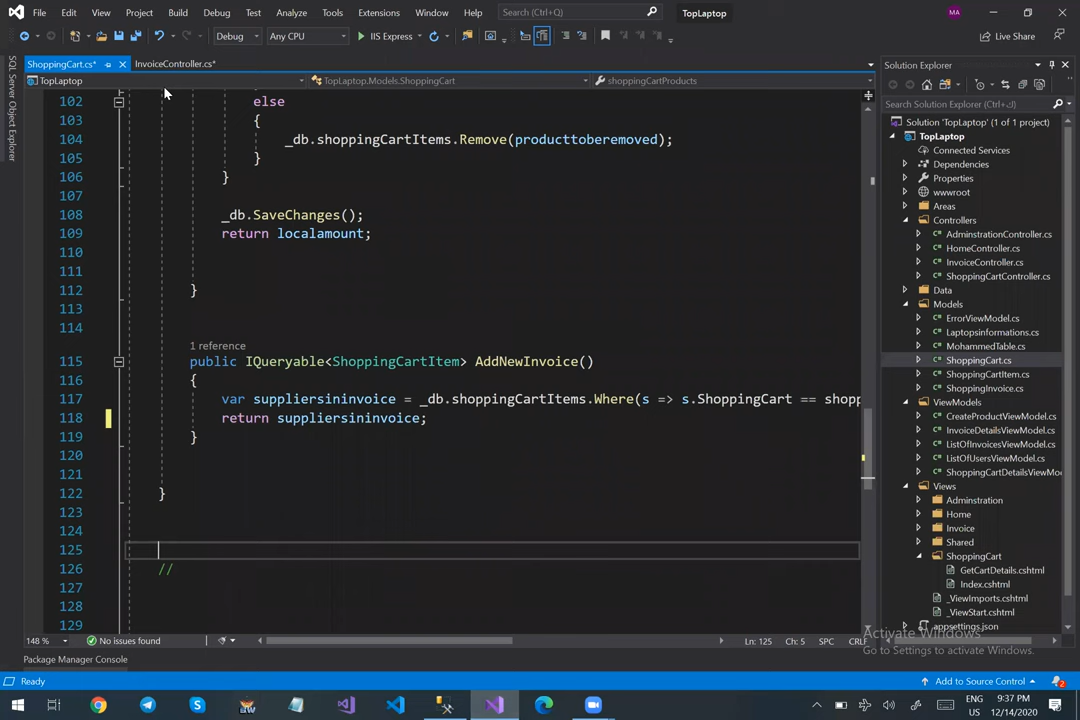 File Edit View Project Build Debug Test Analyze Tools Extensions Window Help Search (Ctrl+Q) TopLaptop MA
Debug Any CPU IIS Express Live Share
ShoppingCart.cs* InvoiceController.cs*
TopLaptop TopLaptop.Models.ShoppingCart shoppingCartProducts
SQL Server Object Explorer
102 else
103 {
104 _db.shoppingCartItems.Remove(producttoberemoved);
105 }
106 }
107
108 _db.SaveChanges();
109 return localamount;
110
111
112 }
113
114
1 reference
115 public IQueryable<ShoppingCartItem> AddNewInvoice()
116 {
117 var suppliersininvoice = _db.shoppingCartItems.Where(s => s.ShoppingCart == shopp
118 return suppliersininvoice;
119 }
120
121
122 }
123
124
125
126 //
127
128
129
148 % No issues found Ln: 125 Ch: 5 SPC CRLF
Package Manager Console
Solution Explorer
Search Solution Explorer (Ctrl+;)
Solution 'TopLaptop' (1 of 1 project)
TopLaptop
Connected Services
Dependencies
Properties
wwwroot
Areas
Controllers
C# AdminstrationController.cs
C# HomeController.cs
C# InvoiceController.cs
C# ShoppingCartController.cs
Data
Models
C# ErrorViewModel.cs
C# Laptopsinformations.cs
C# MohammedTable.cs
C# ShoppingCart.cs
C# ShoppingCartItem.cs
C# ShoppingInvoice.cs
ViewModels
C# CreateProductViewModel.cs
C# InvoiceDetailsViewModel.cs
C# ListOfInvoicesViewModel.cs
C# ListOfUsersViewModel.cs
C# ShoppingCartDetailsViewMo
Views
Adminstration
Home
Invoice
Shared
ShoppingCart
GetCartDetails.cshtml
Index.cshtml
_ViewImports.cshtml
_ViewStart.cshtml
appsettings.json
Activate Windows
Go to Settings to activate Windows.
Ready Add to Source Control 2
ENG US 9:37 PM 12/14/2020